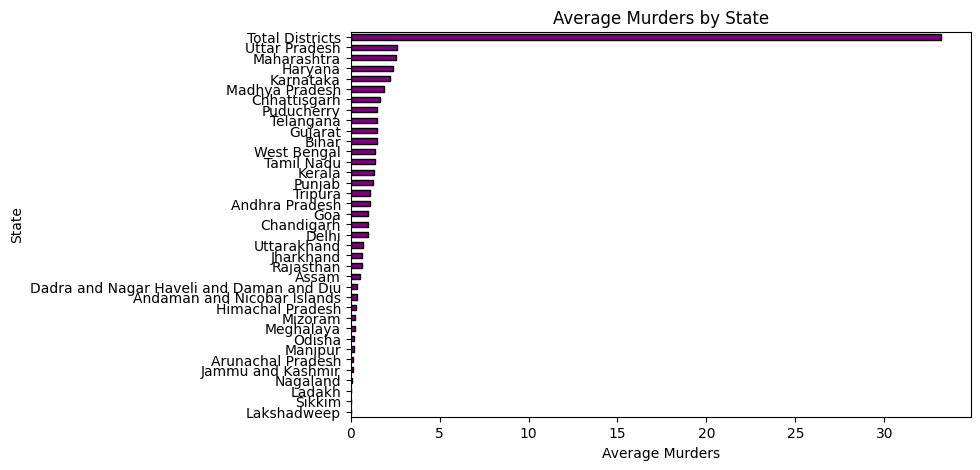 Average Murders by State
Total Districts
Uttar Pradesh
Maharashtra
Haryana
Karnataka
Madhya Pradesh
Chhattisgarh
Puducherry
Telangana
Gujarat
Bihar
West Bengal
Tamil Nadu
Kerala
Punjab
Tripura
Andhra Pradesh
Goa
Chandigarh
Delhi
Uttarakhand
Jharkhand
Rajasthan
Assam
Dadra and Nagar Haveli and Daman and Diu
Andaman and Nicobar Islands
Himachal Pradesh
Mizoram
Meghalaya
Odisha
Manipur
Arunachal Pradesh
Jammu and Kashmir
Nagaland
Ladakh
Sikkim
Lakshadweep
State
0 5 10 15 20 25 30
Average Murders